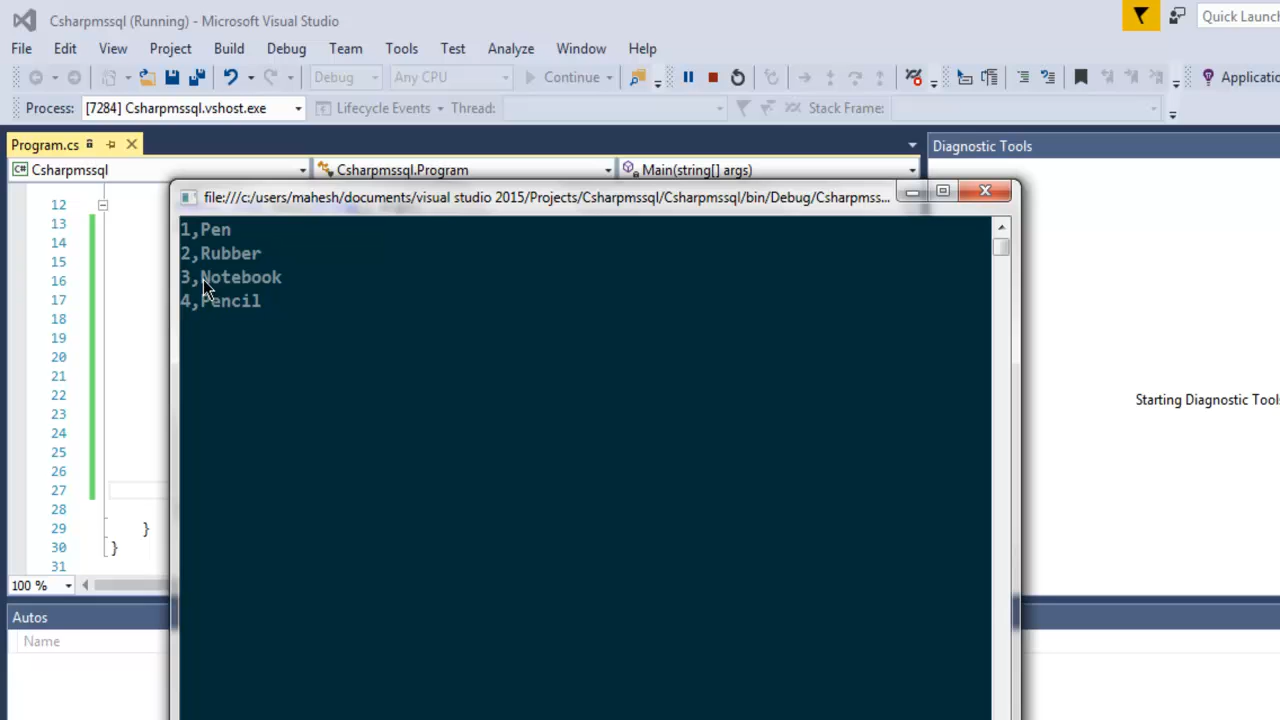 Csharpmssql (Running) - Microsoft Visual Studio
Quick Launc
File Edit View Project Build Debug Team Tools Test Analyze Window Help
Debug Any CPU Continue Applicatio
Process: [7284] Csharpmssql.vshost.exe Lifecycle Events Thread: Stack Frame:
Program.cs
Diagnostic Tools
Csharpmssql Csharpmssql.Program Main(string[] args)
file:///c:/users/mahesh/documents/visual studio 2015/Projects/Csharpmssql/Csharpmssql/bin/Debug/Csharpmss...
1,Pen
2,Rubber
3,Notebook
4,Pencil
12
13
14
15
16
17
18
19
20
21
22
23
24
25
26
27
28
29 }
30 }
31
Starting Diagnostic Tools
100 %
Autos
Name